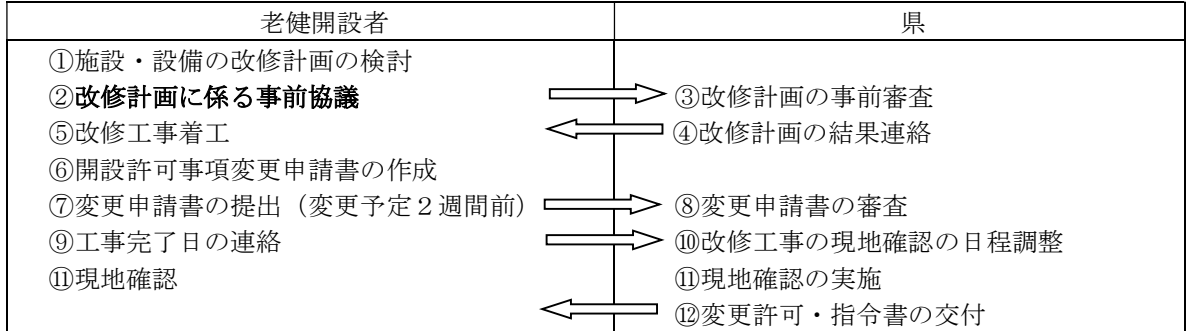 老健開設者 県
①施設・設備の改修計画の検討
②改修計画に係る事前協議 ③改修計画の事前審査
⑤改修工事着工 ④改修計画の結果連絡
⑥開設許可事項変更申請書の作成
⑦変更申請書の提出（変更予定２週間前） ⑧変更申請書の審査
⑨工事完了日の連絡 ⑩改修工事の現地確認の日程調整
⑪現地確認 ⑪現地確認の実施
⑫変更許可・指令書の交付